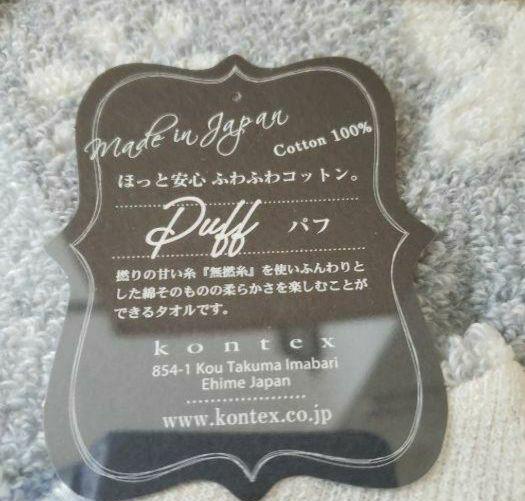 Made in Japan
Cotton 100%
ほっと安心 ふわふわコットン。
Puff パフ
撚りの甘い糸『無撚糸』を使いふんわりと
した綿そのものの柔らかさを楽しむことが
できるタオルです。
kontex
854-1 Kou Takuma Imabari
Ehime Japan
www.kontex.co.jp